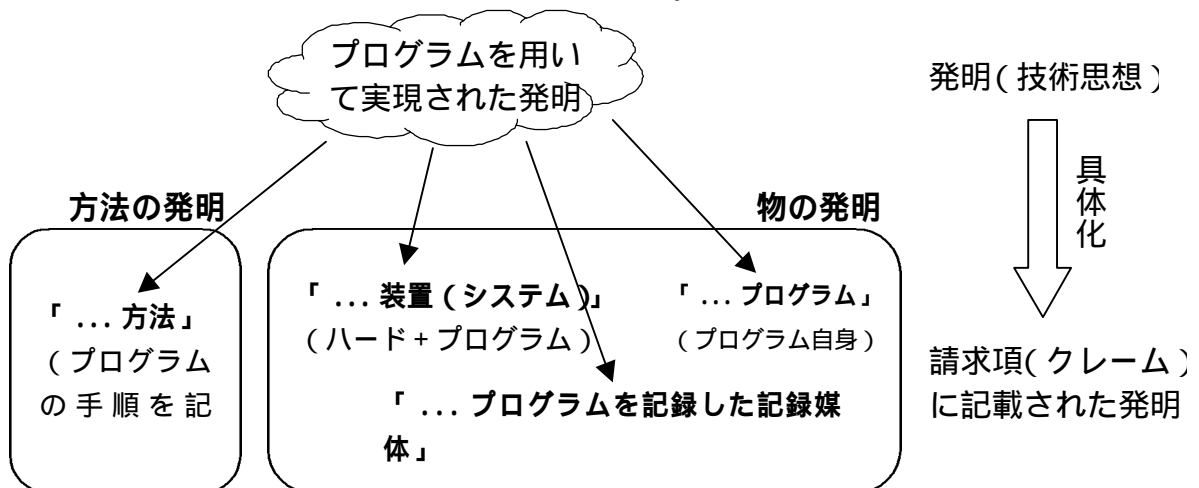 プログラムを用い
て実現された発明
発明(技術思想)
具体化
方法の発明
物の発明
「...方法」
(プログラム
の手順を記
「...装置(システム)」
(ハード+プログラム)
「...プログラム」
(プログラム自身)
「...プログラムを記録した記録媒
体」
請求項(クレーム)
に記載された発明